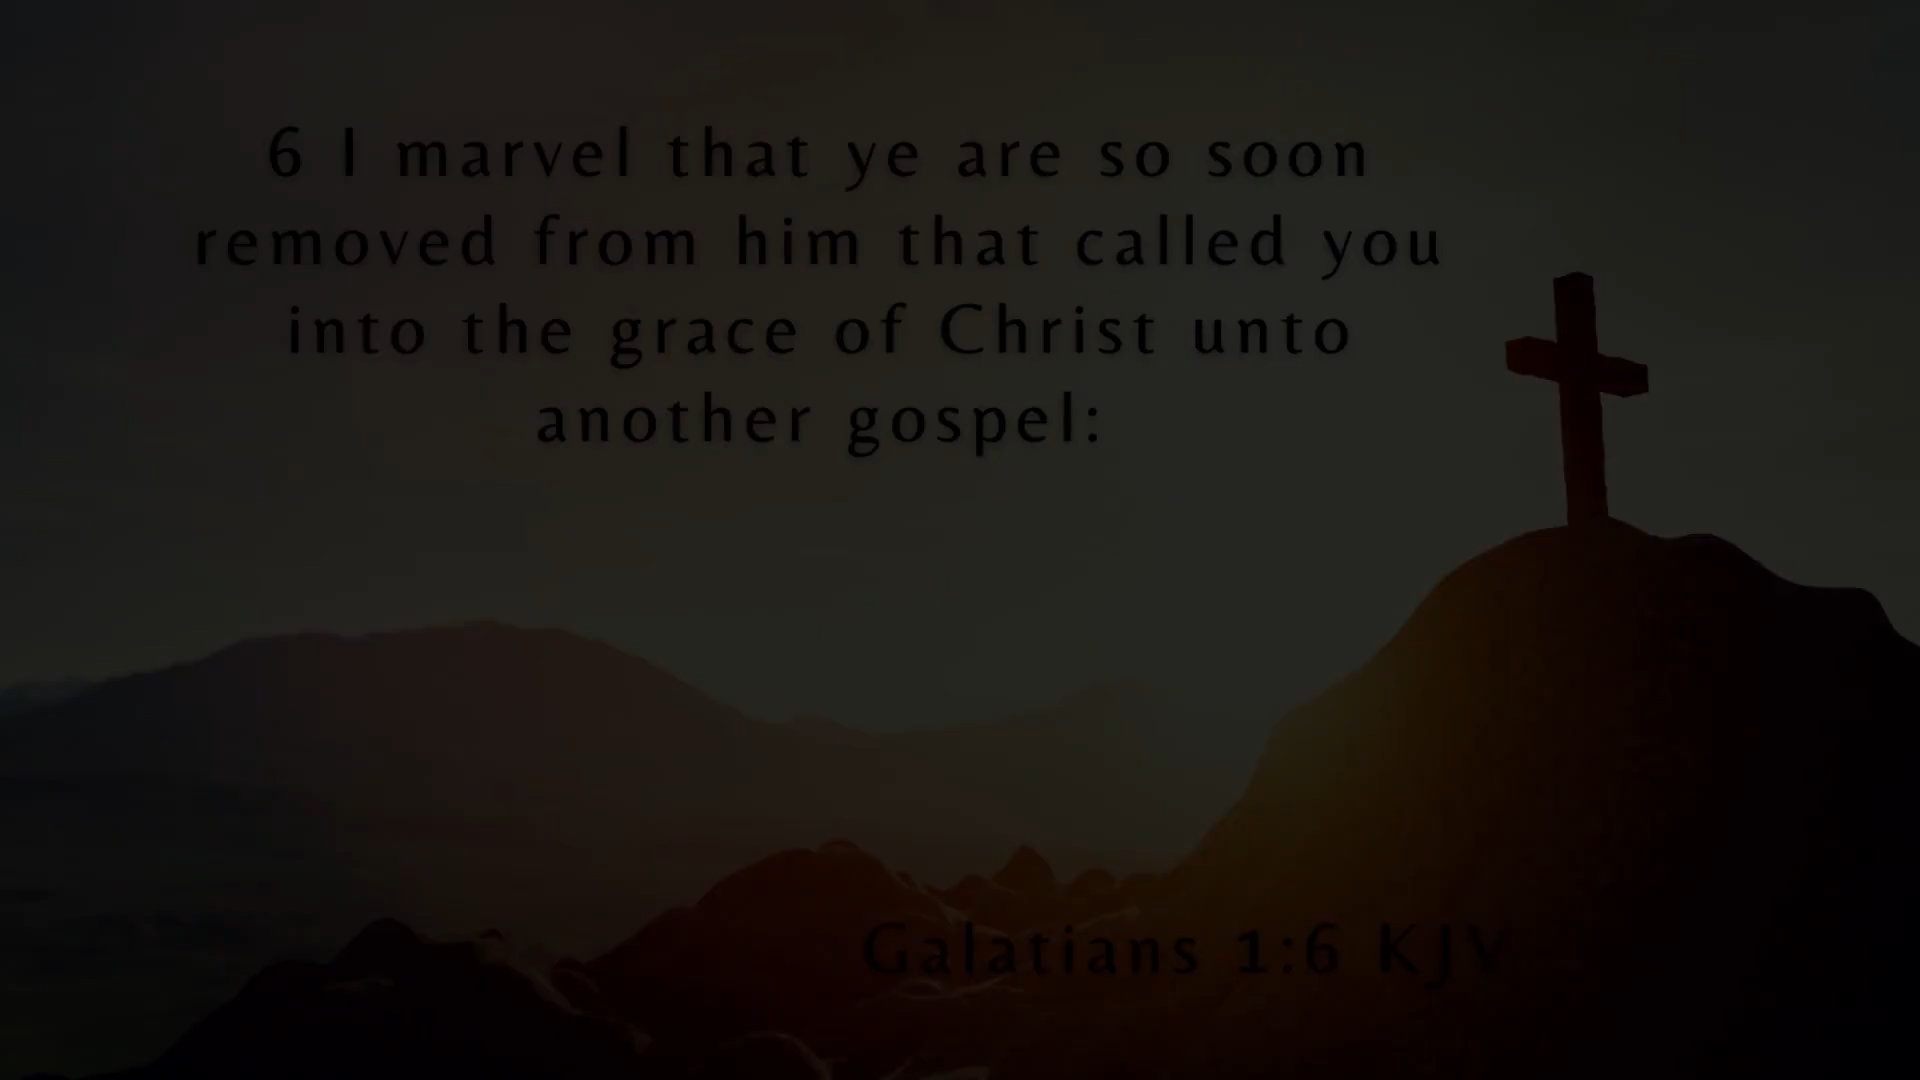 6 I marvel that ye are so soon
removed from him that called you
into the grace of Christ unto
another gospel:
Galatians 1:6 KJV